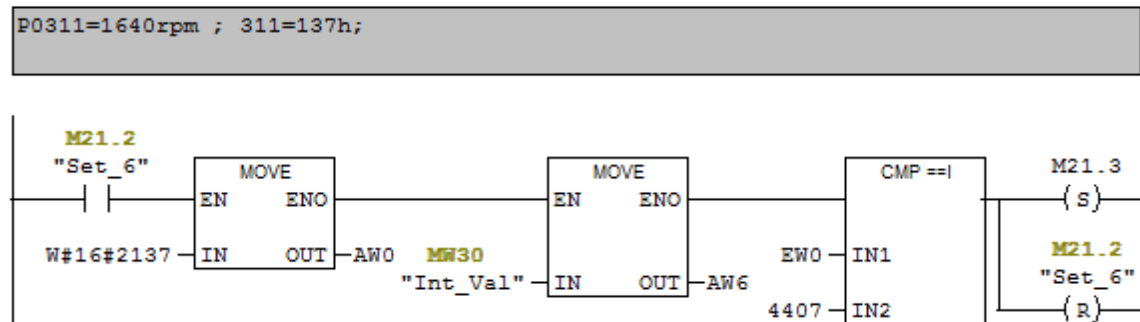 P0311=1640rpm ; 311=137h;
M21.2
"Set_6"
MOVE
MOVE
CMP ==I
M21.3
EN ENO
EN ENO
( S )
W#16#2137 IN OUT AW0
MW30
"Int_Val" IN OUT AW6
EW0 IN1
M21.2
"Set_6"
4407 IN2
( R )